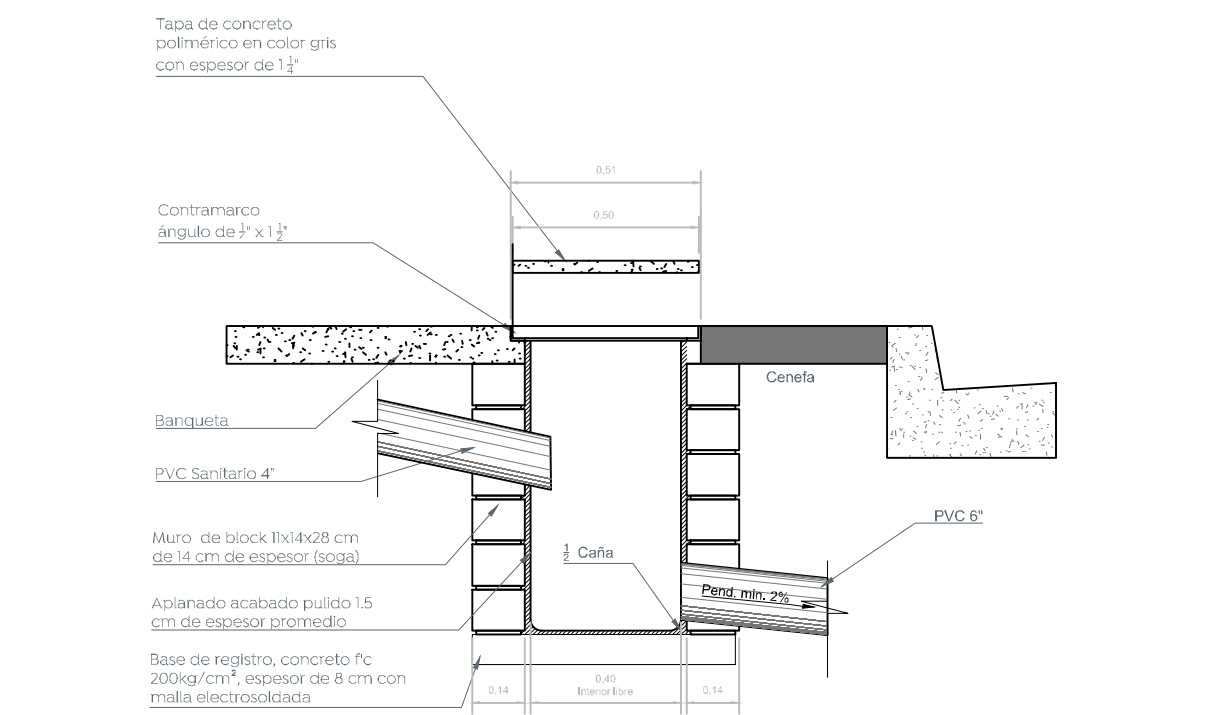 Tapa de concreto
polimérico en color gris
con espesor de 1 1/4"
0,51
Contramarco
ángulo de x 1 1/2"
0,50
Cenefa
Banqueta
PVC Sanitario 4"
PVC 6"
Muro de block 11x14x28 cm
de 14 cm de espesor (soga)
1/2 Caña
Pend. min. 2%
Aplanado acabado pulido 1.5
cm de espesor promedio
Base de registro, concreto f'c
200kg/cm², espesor de 8 cm con
malla electrosoldada
0,14
0,40
Interior libre
0,14